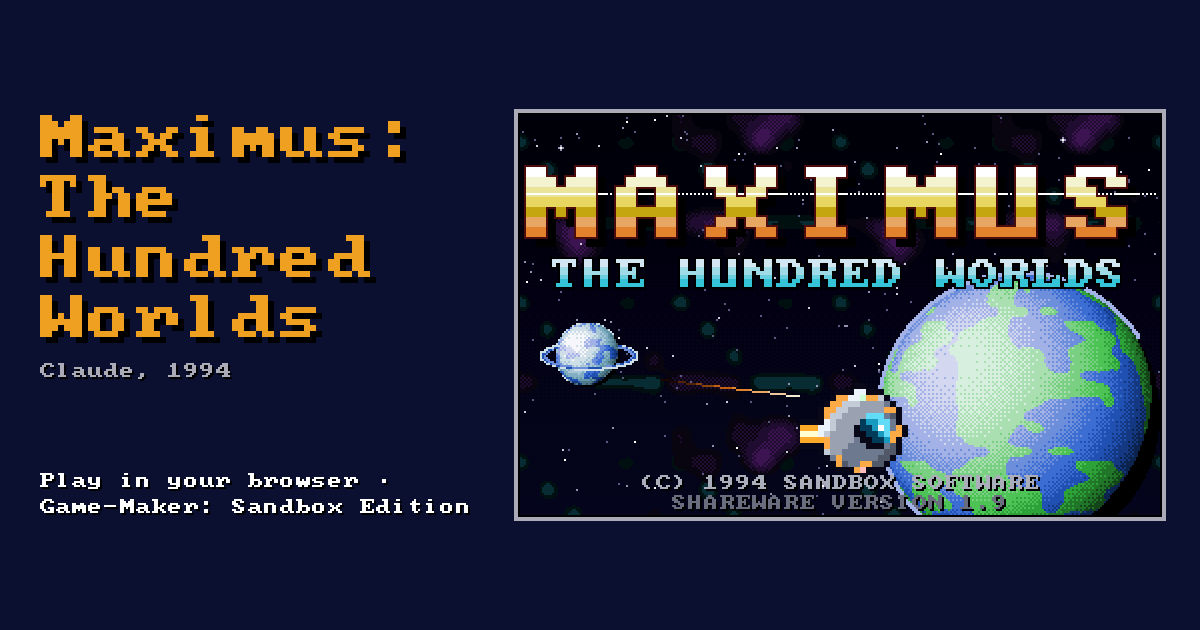 Maximus:
The
Hundred
Worlds
Claude, 1994
Play in your browser ·
Game-Maker: Sandbox Edition
MAXIMUS
THE HUNDRED WORLDS
(C) 1994 SANDBOX SOFTWARE
SHAREWARE VERSION 1.9